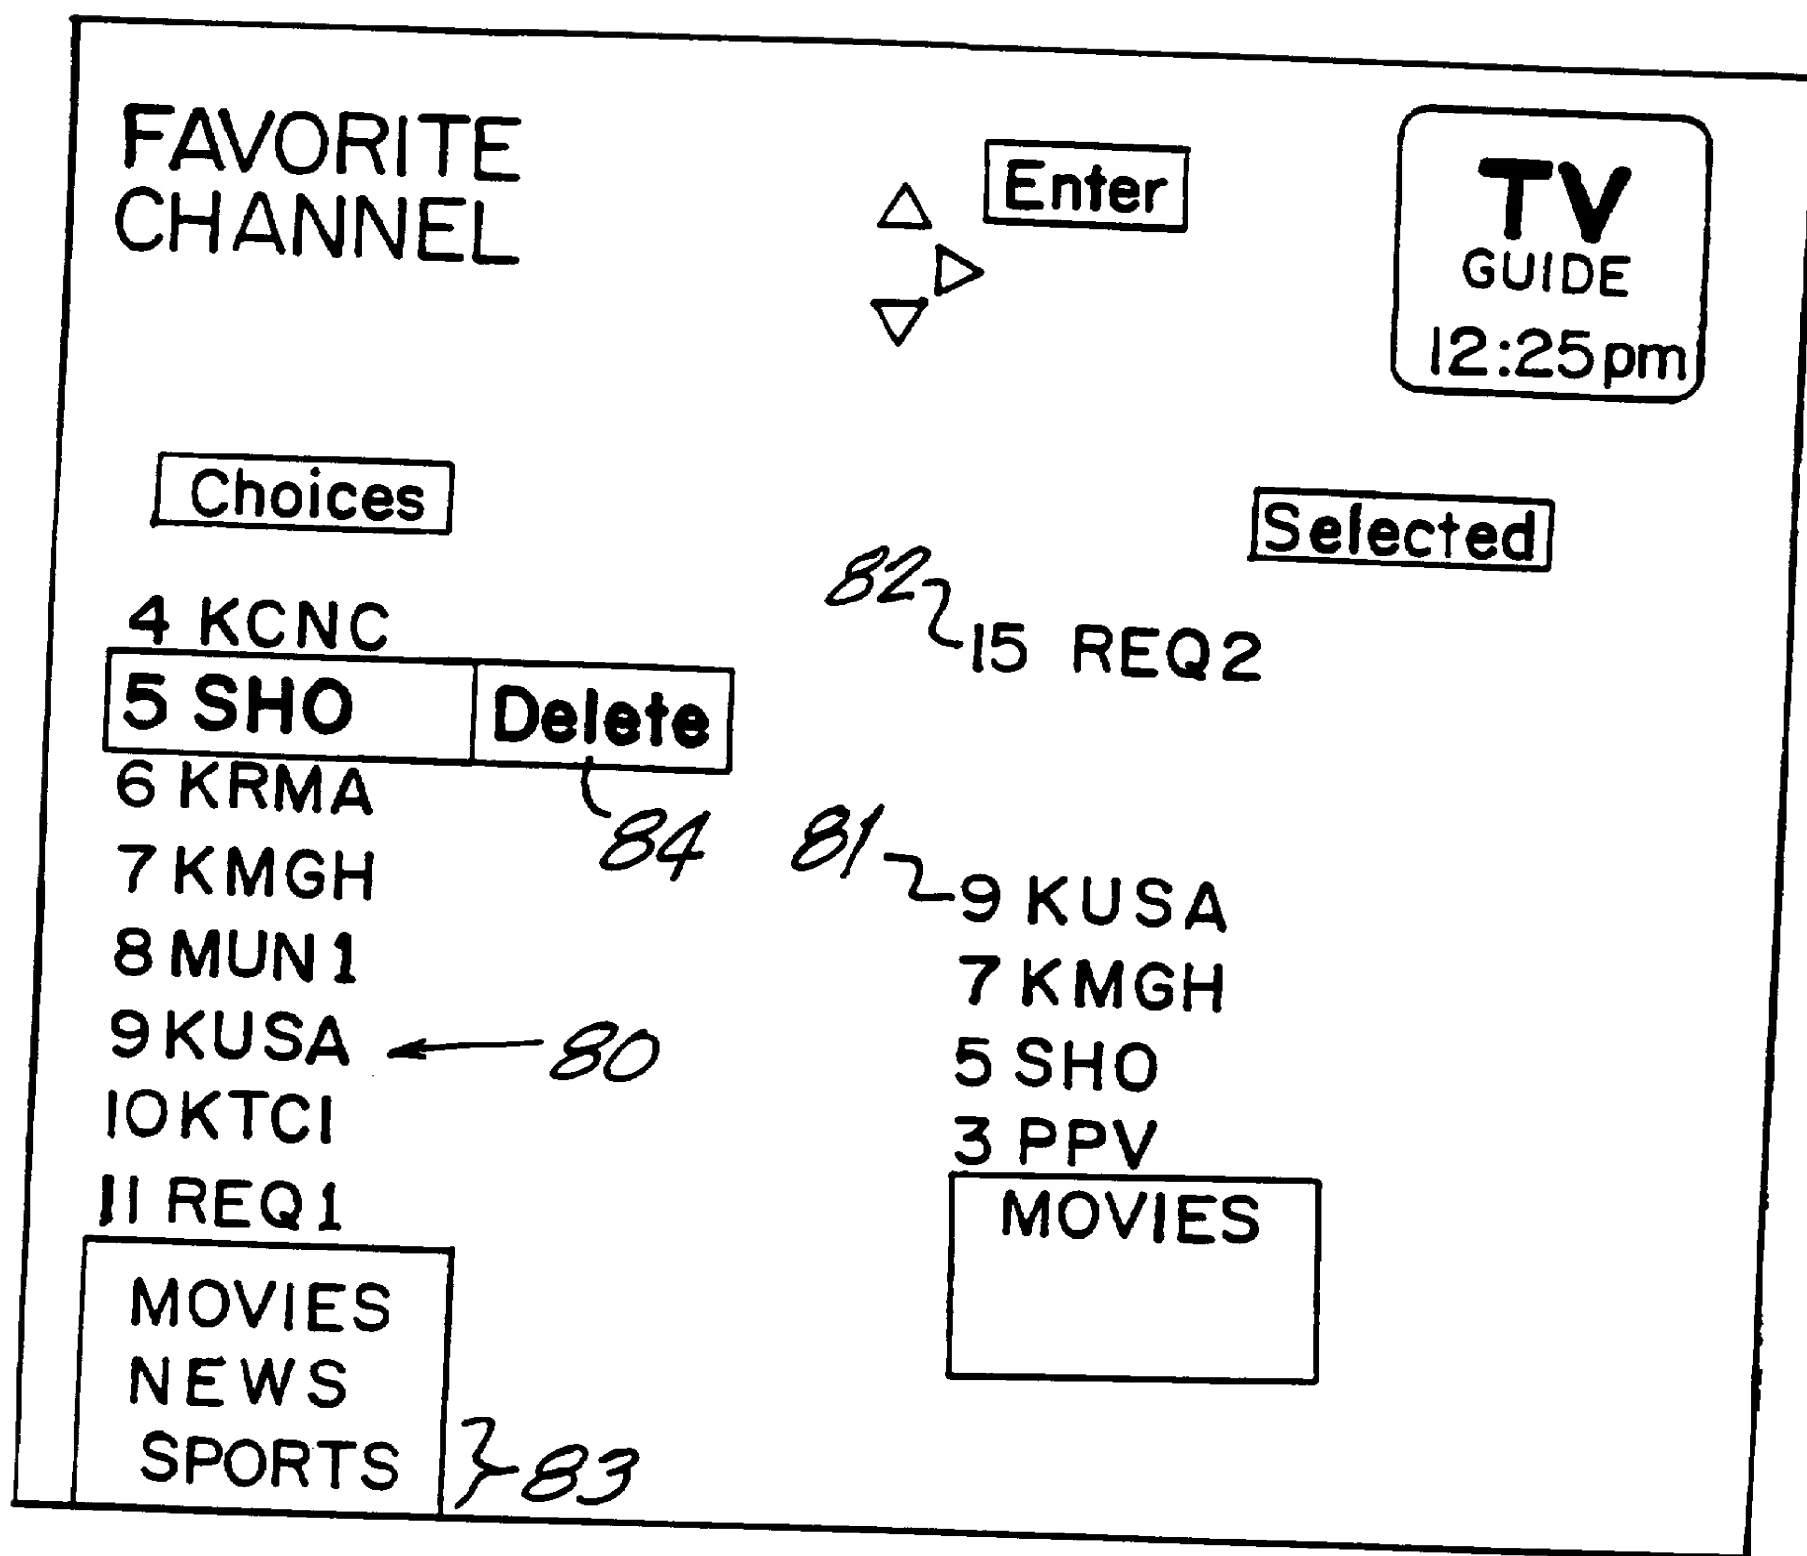 FAVORITE
CHANNEL
Enter
TV
GUIDE
12:25pm
Choices
Selected
4 KCNC
82
15 REQ2
5 SHO Delete
6 KRMA
84
81
7 KMGH
9 KUSA
8 MUN1
7 KMGH
9 KUSA
80
5 SHO
10 KTCI
3 PPV
11 REQ1
MOVIES
MOVIES
NEWS
SPORTS
83